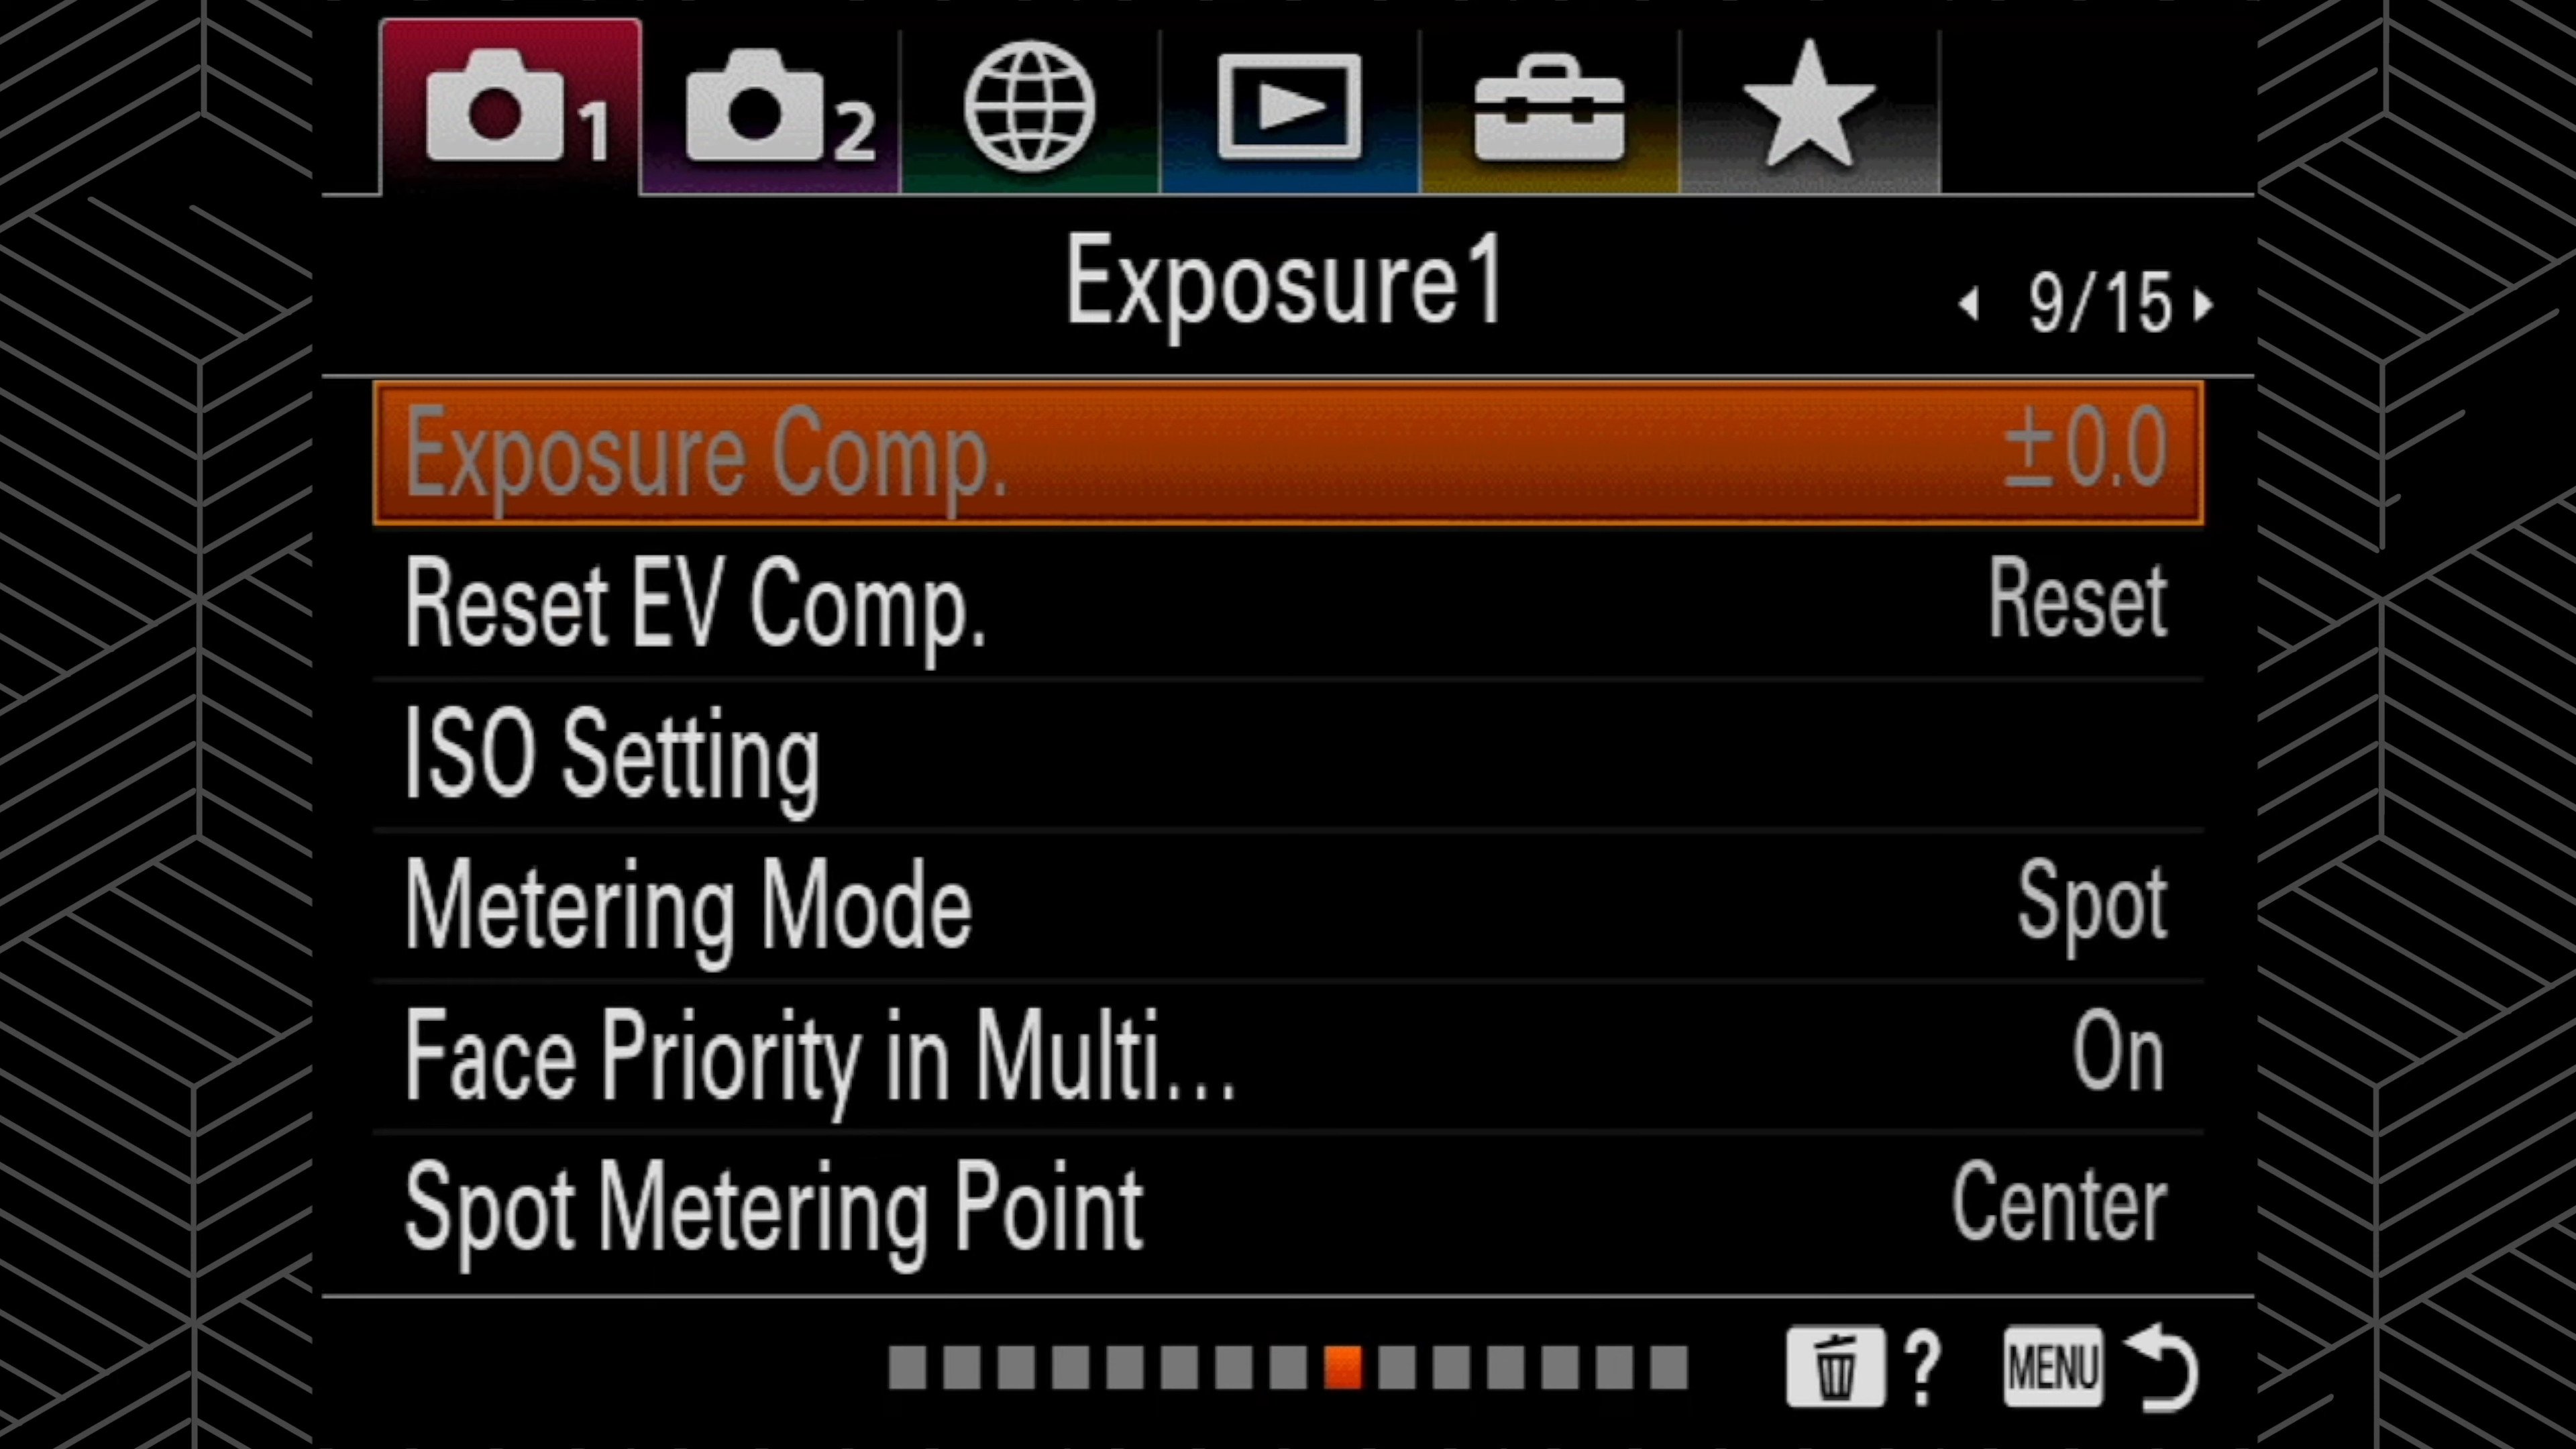 1 2
Exposure1
9/15
Exposure Comp. ±0.0
Reset EV Comp. Reset
ISO Setting
Metering Mode Spot
Face Priority in Multi... On
Spot Metering Point Center
? MENU